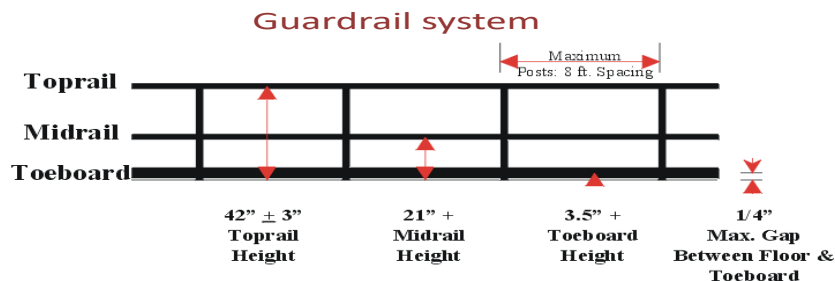 Guardrail system
Maximum
Posts: 8 ft. Spacing
Toprail
Midrail
Toeboard
42” ± 3”
Toprail
Height
21” +
Midrail
Height
3.5” +
Toeboard
Height
1/4”
Max. Gap
Between Floor &
Toeboard